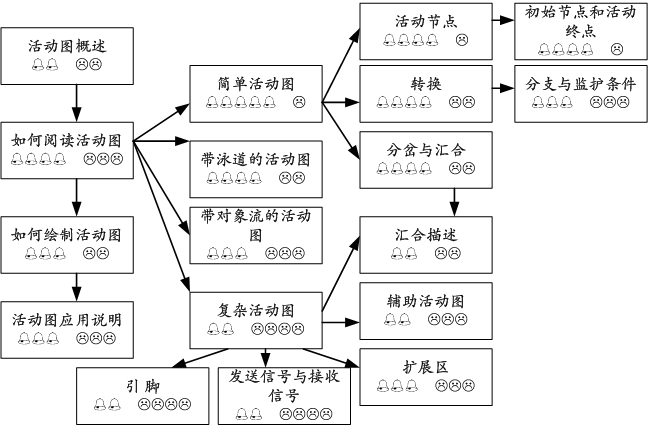 活动图概述
如何阅读活动图
如何绘制活动图
活动图应用说明
简单活动图
带泳道的活动图
带对象流的活动
图
复杂活动图
引脚
发送信号与接收
信号
活动节点
转换
分岔与汇合
汇合描述
辅助活动图
扩展区
初始节点和活动
终点
分支与监护条件